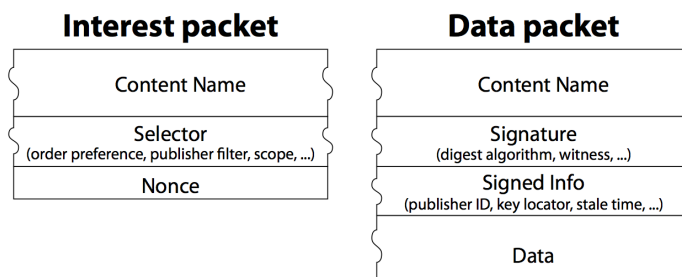 Interest packet
Content Name
Selector
(order preference, publisher filter, scope, ...)
Nonce
Data packet
Content Name
Signature
(digest algorithm, witness, ...)
Signed Info
(publisher ID, key locator, stale time, ...)
Data